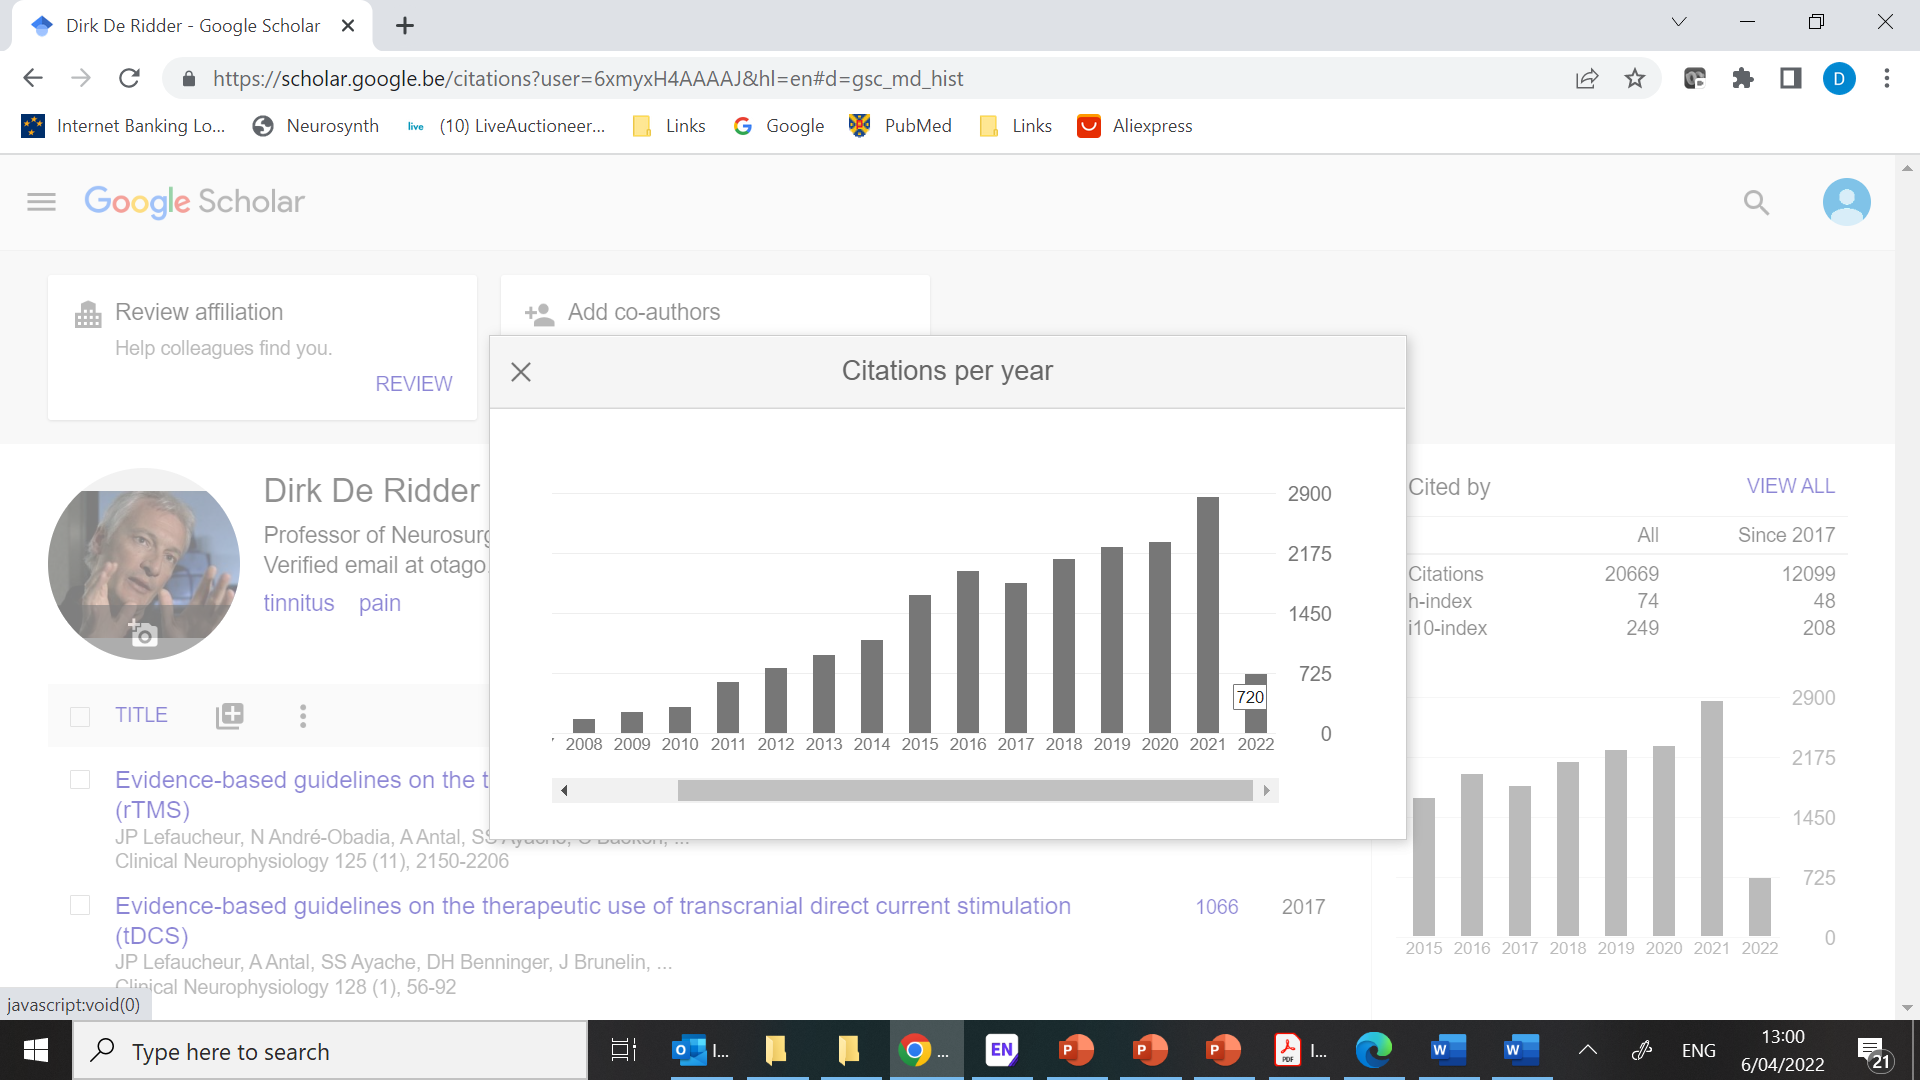 Dirk De Ridder - Google Scholar
https://scholar.google.be/citations?user=6xmyxH4AAAAJ&hl=en#d=gsc_md_hist
D
Internet Banking Lo...
Neurosynth
live
(10) LiveAuctioneer...
Links
Google
PubMed
Links
Aliexpress
Google Scholar
Review affiliation
Help colleagues find you.
REVIEW
Add co-authors
Citations per year
2900
2175
1450
725
0
720
2008 2009 2010 2011 2012 2013 2014 2015 2016 2017 2018 2019 2020 2021 2022
Dirk De Ridder
Professor of Neurosurg
Verified email at otago.
tinnitus pain
TITLE
Evidence-based guidelines on the t
(rTMS)
JP Lefaucheur, N André-Obadia, A Antal, SS Ayache, C Baeken, ...
Clinical Neurophysiology 125 (11), 2150-2206
Evidence-based guidelines on the therapeutic use of transcranial direct current stimulation 1066 2017
(tDCS)
JP Lefaucheur, A Antal, SS Ayache, DH Benninger, J Brunelin, ...
Clinical Neurophysiology 128 (1), 56-92
Cited by
VIEW ALL
All Since 2017
Citations 20669 12099
h-index 74 48
i10-index 249 208
2900
2175
1450
725
0
2015 2016 2017 2018 2019 2020 2021 2022
javascript:void(0)
Type here to search
I...
...
EN
I...
ENG
13:00
6/04/2022
21